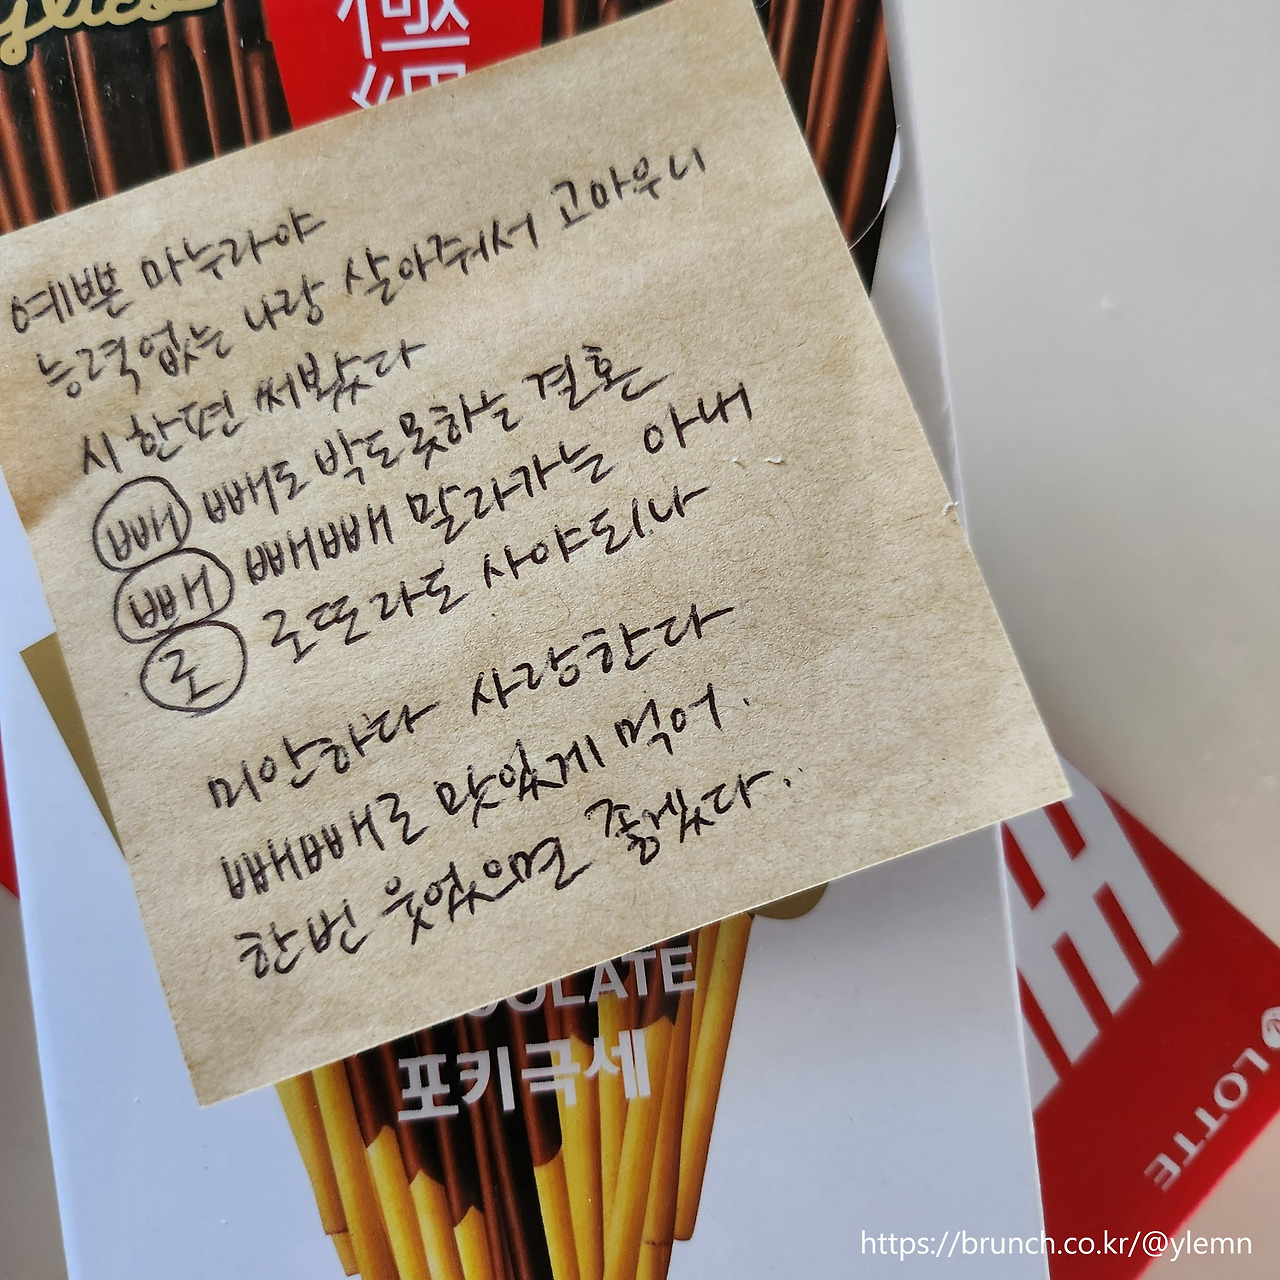 極細
예쁜 마누라야
능력없는 나랑 살아줘서 고마우니
시 한편 써봤다
빼 빼도 박도못하는 결혼
빼 빼빼 말라가는 아내
로 로또라도 사야되나
미안하다 사랑한다
빼빼로 맛있게 먹어.
한번 웃었으면 좋겠다..
OLATE
포키극세
LOTTE
https://brunch.co.kr/@ylemn